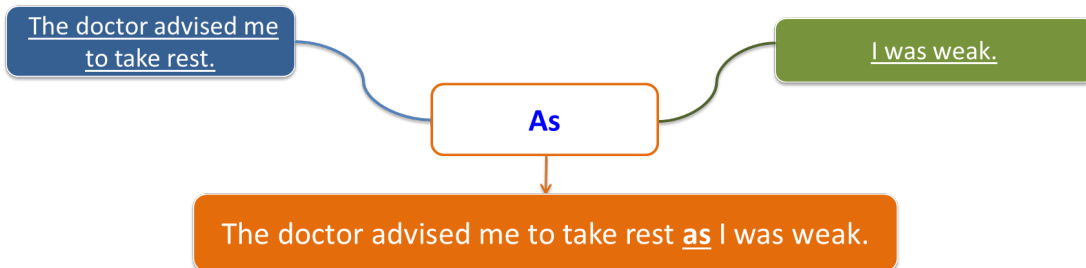 The doctor advised me
to take rest.
I was weak.
As
The doctor advised me to take rest as I was weak.